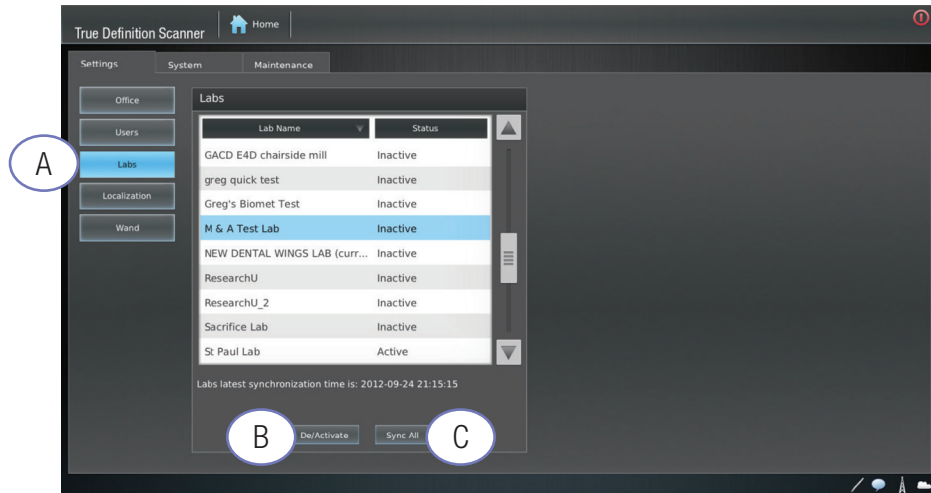 True Definition Scanner
Home
Settings System Maintenance
Office
Users
Labs
Localization
Wand
A
Labs
Lab Name Status
GACD E4D chairside mill Inactive
greg quick test Inactive
Greg's Biomet Test Inactive
M & A Test Lab Inactive
NEW DENTAL WINGS LAB (curr... Inactive
ResearchU Inactive
ResearchU_2 Inactive
Sacrifice Lab Inactive
St Paul Lab Active
Labs latest synchronization time is: 2012-09-24 21:15:15
B De/Activate Sync All C